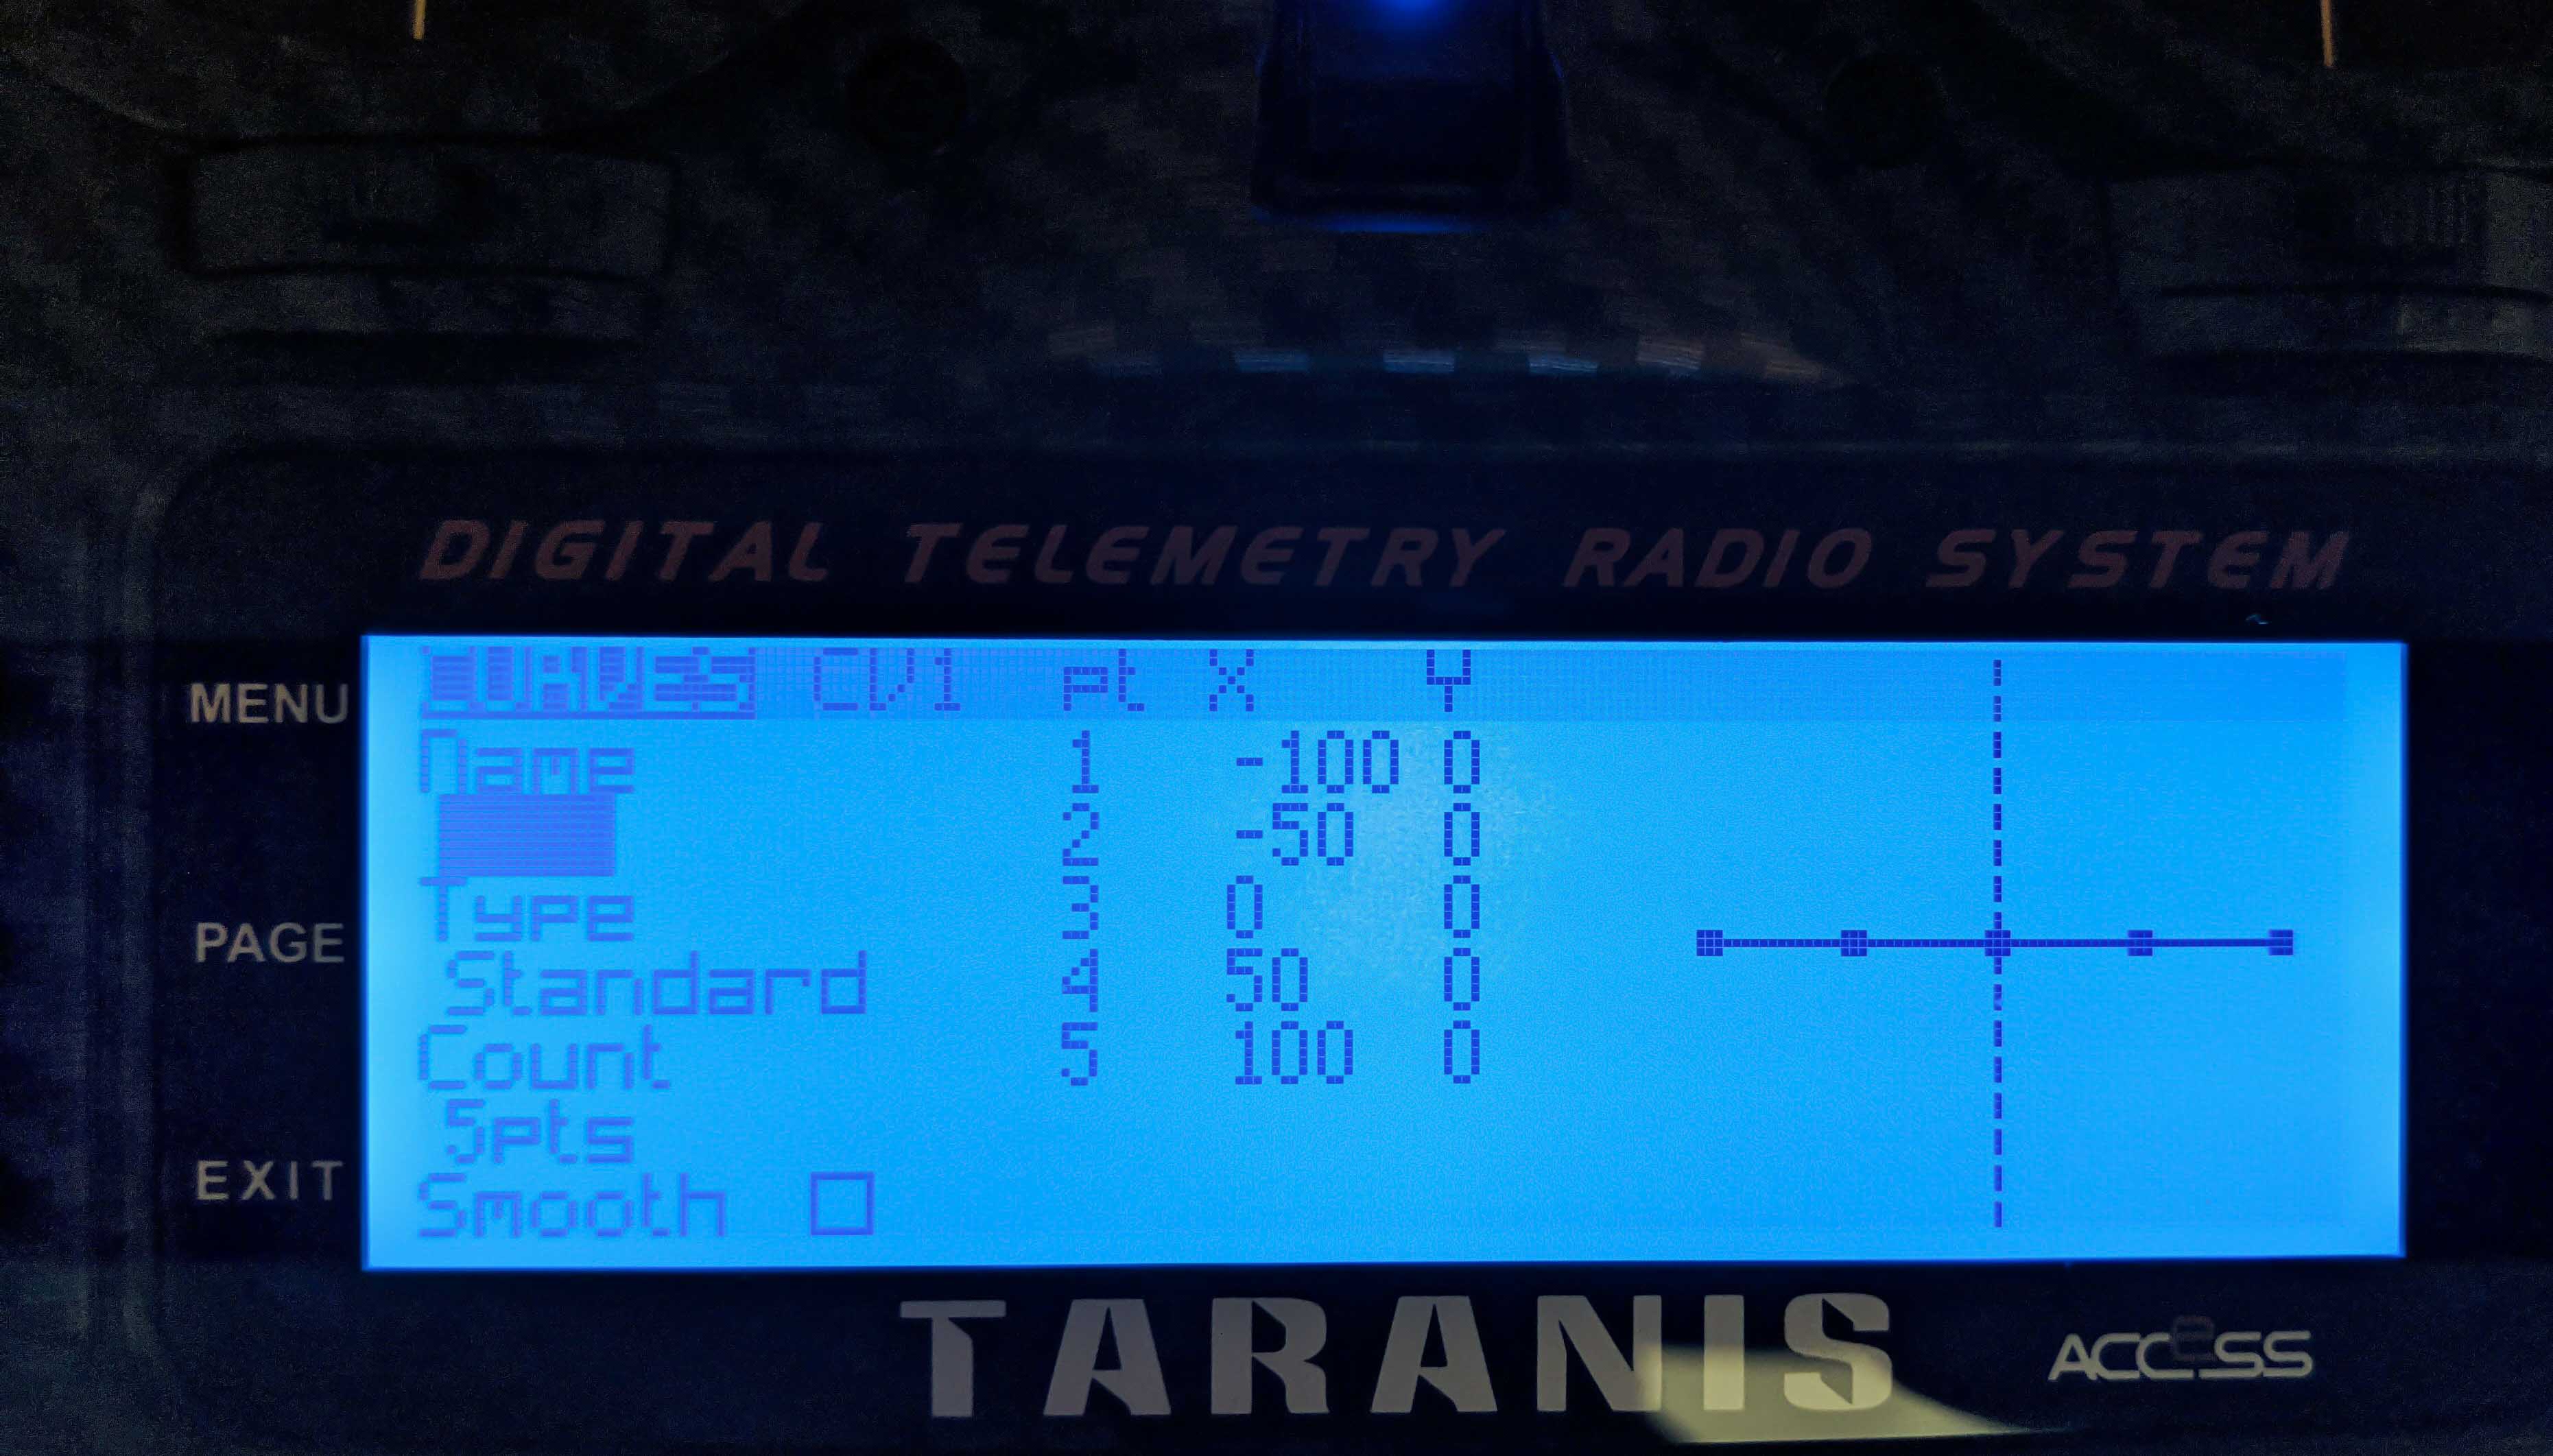 DIGITAL TELEMETRY RADIO SYSTEM
MENU
PAGE
EXIT
CURVES CV1 pt X Y
Name 1 -100 0
2 -50 0
Type 3 0 0
Standard 4 50 0
Count 5 100 0
5pts
Smooth
TARANIS
ACCESS